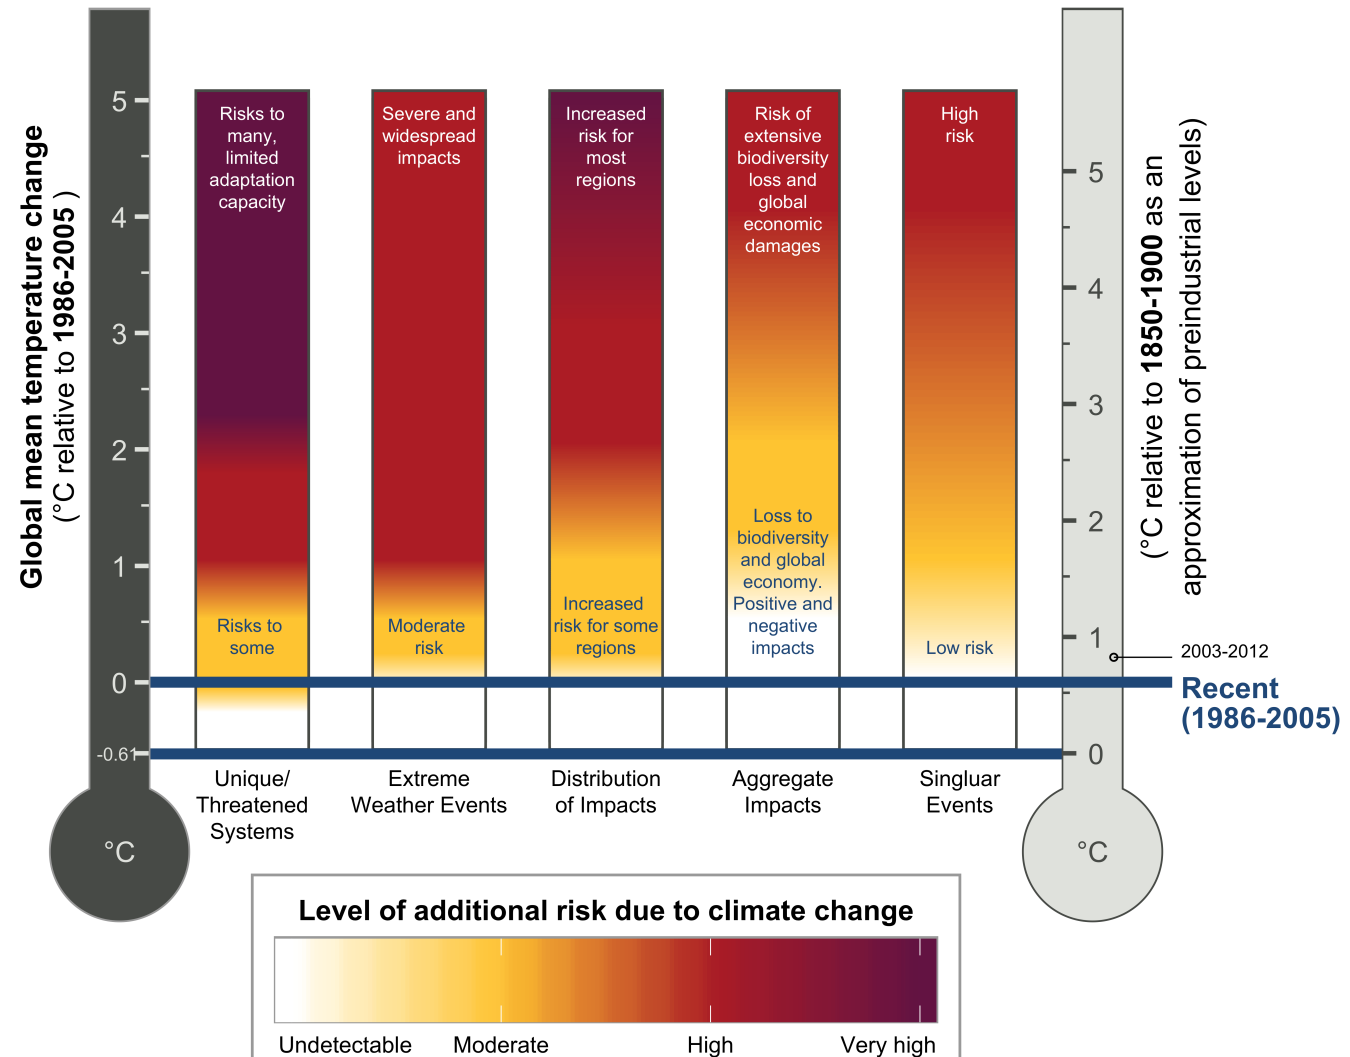 Global mean temperature change
(°C relative to 1986-2005 )
5
4
3
2
1
0
-0.61
°C
Risks to
many,
limited
adaptation
capacity
Risks to
some
Unique/
Threatened
Systems
Severe and
widespread
impacts
Moderate
risk
Extreme
Weather Events
Increased
risk for
most
regions
Increased
risk for some
regions
Distribution
of Impacts
Risk of
extensive
biodiversity
loss and
global
economic
damages
Loss to
biodiversity
and global
economy.
Positive and
negative
impacts
Aggregate
Impacts
High
risk
Low risk
Singluar
Events
5
4
3
2
1
0
°C
(°C relative to 1850-1900 as an
approximation of preindustrial levels)
2003-2012
Recent
(1986-2005)
Level of additional risk due to climate change
Undetectable
Moderate
High
Very high